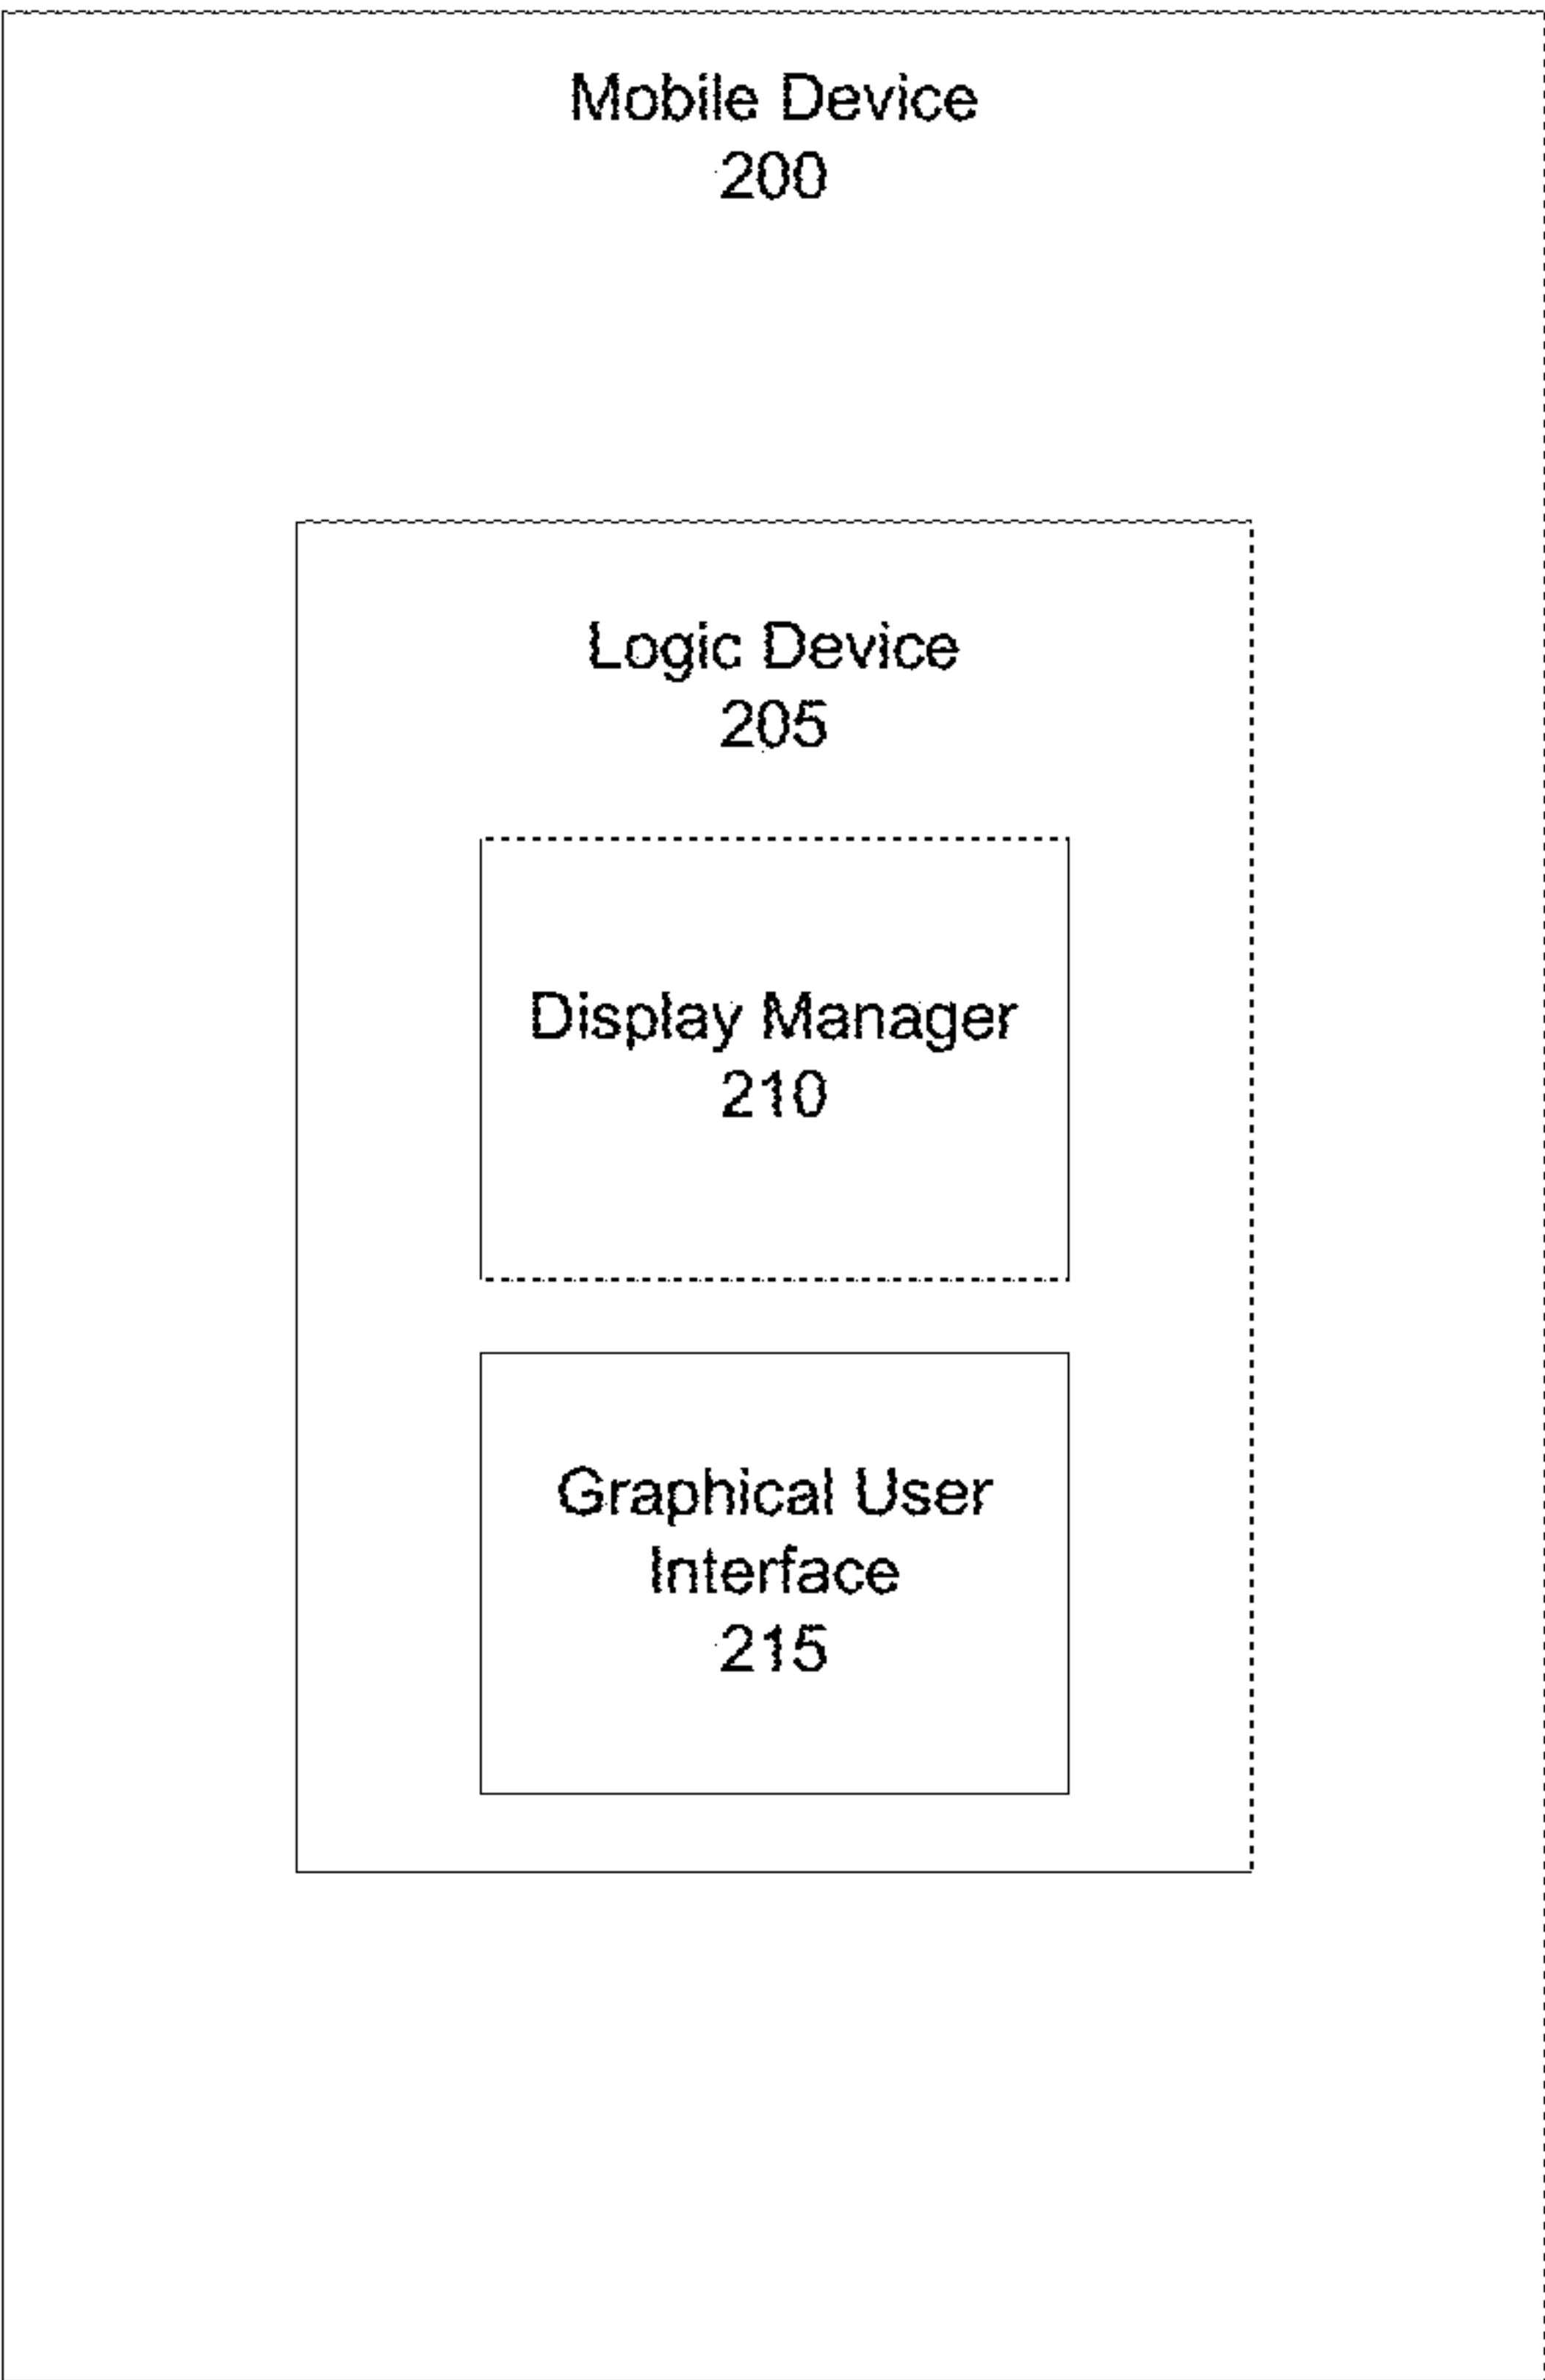 Mobile Device
200
Logic Device
205
Display Manager
210
Graphical User
Interface
215